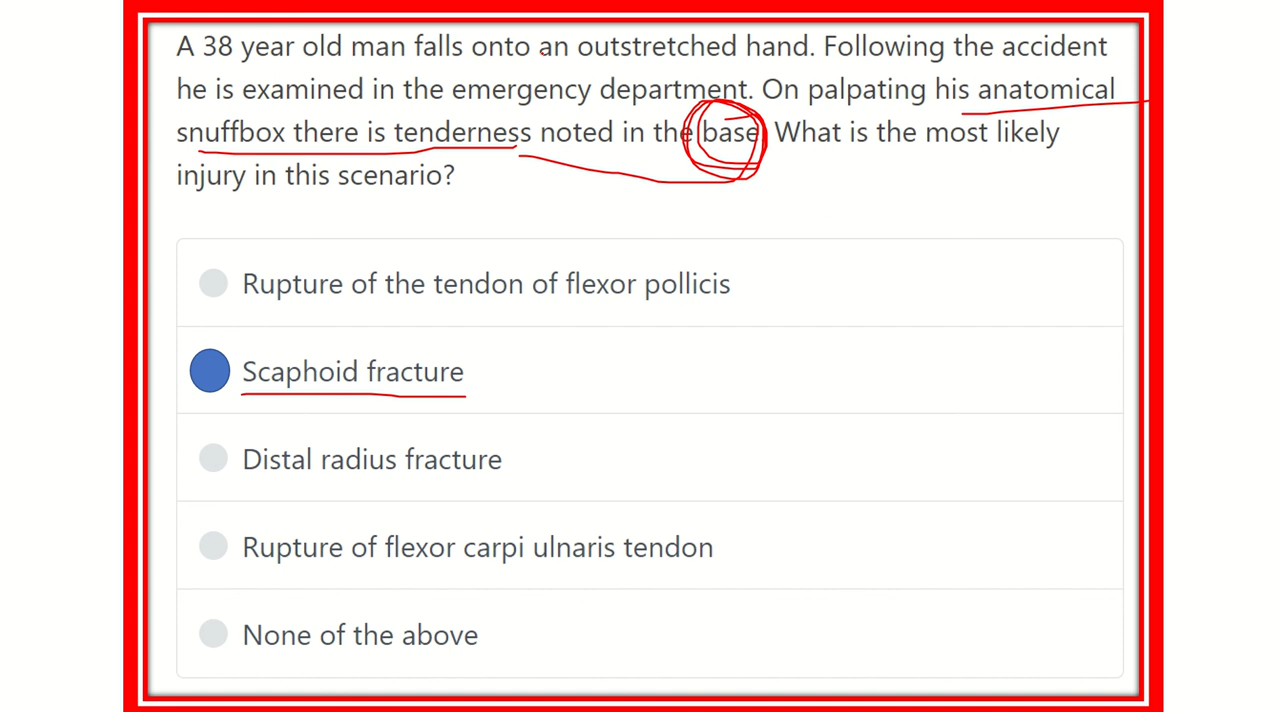 A 38 year old man falls onto an outstretched hand. Following the accident
he is examined in the emergency department. On palpating his anatomical
snuffbox there is tenderness noted in the base. What is the most likely
injury in this scenario?
Rupture of the tendon of flexor pollicis
Scaphoid fracture
Distal radius fracture
Rupture of flexor carpi ulnaris tendon
None of the above